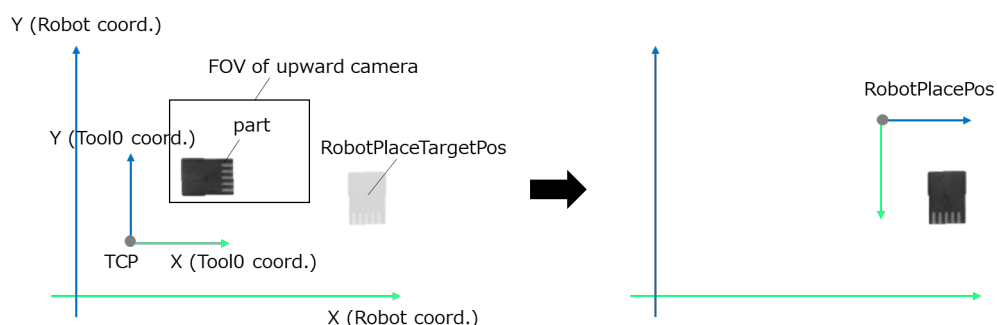 Y (Robot coord.)
FOV of upward camera
Y (Tool0 coord.)
part
RobotPlaceTargetPos
TCP
X (Tool0 coord.)
X (Robot coord.)
RobotPlacePos